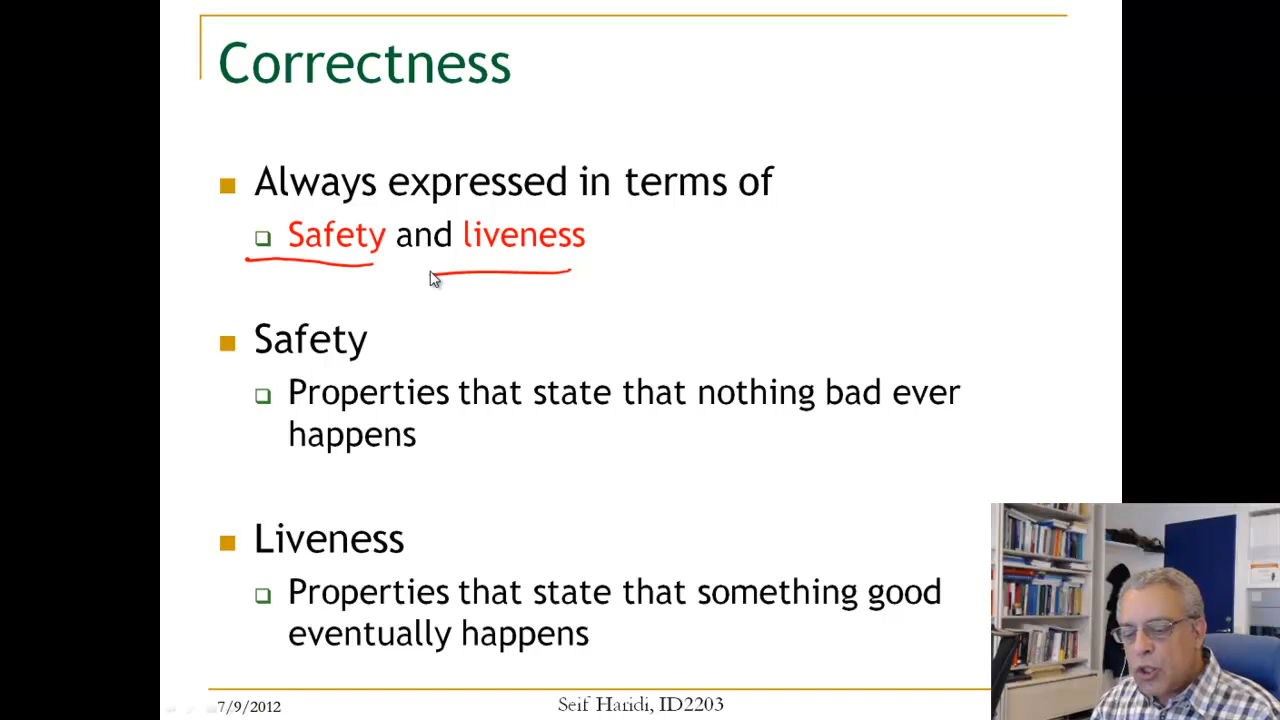 Correctness
Always expressed in terms of
Safety and liveness
Safety
Properties that state that nothing bad ever
happens
Liveness
Properties that state that something good
eventually happens
7/9/2012
Seif Haridi, ID2203